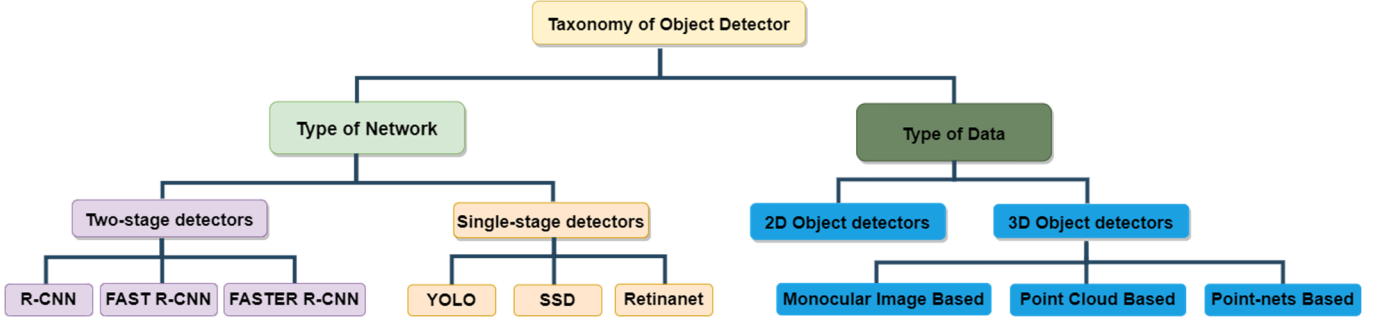 Taxonomy of Object Detector
Type of Network
Type of Data
Two-stage detectors
Single-stage detectors
2D Object detectors
3D Object detectors
R-CNN
FAST R-CNN
FASTER R-CNN
YOLO
SSD
Retinanet
Monocular Image Based
Point Cloud Based
Point-nets Based